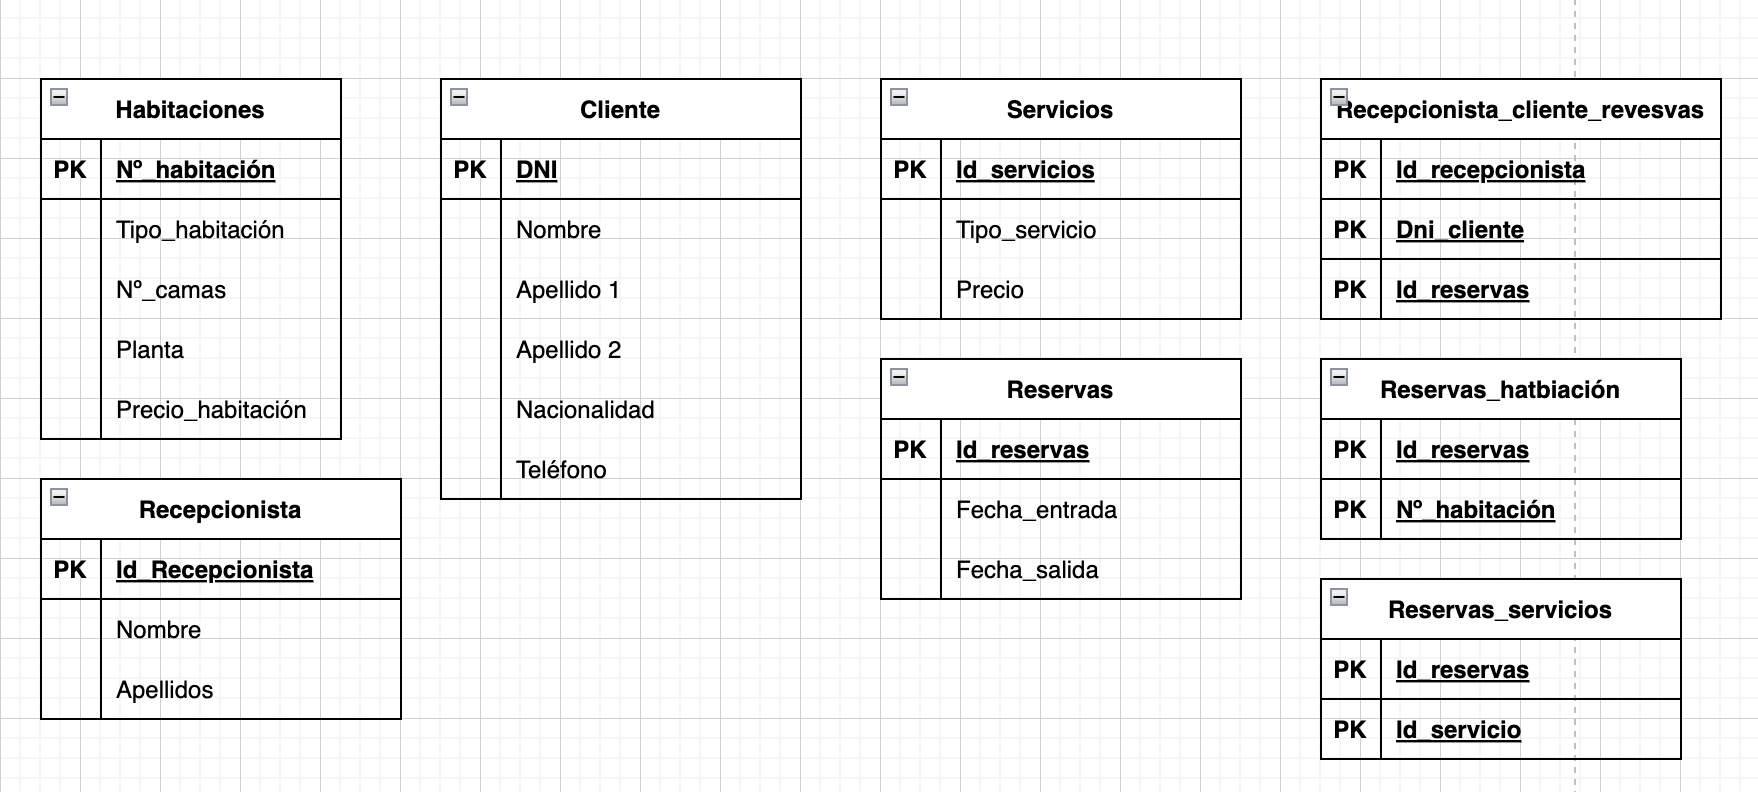 Habitaciones
PK Nº_habitación
Tipo_habitación
Nº_camas
Planta
Precio_habitación
Recepcionista
PK Id_Recepcionista
Nombre
Apellidos
Cliente
PK DNI
Nombre
Apellido 1
Apellido 2
Nacionalidad
Teléfono
Servicios
PK Id_servicios
Tipo_servicio
Precio
Reservas
PK Id_reservas
Fecha_entrada
Fecha_salida
Recepcionista_cliente_revesvas
PK Id_recepcionista
PK Dni_cliente
PK Id_reservas
Reservas_hatbiación
PK Id_reservas
PK Nº_habitación
Reservas_servicios
PK Id_reservas
PK Id_servicio